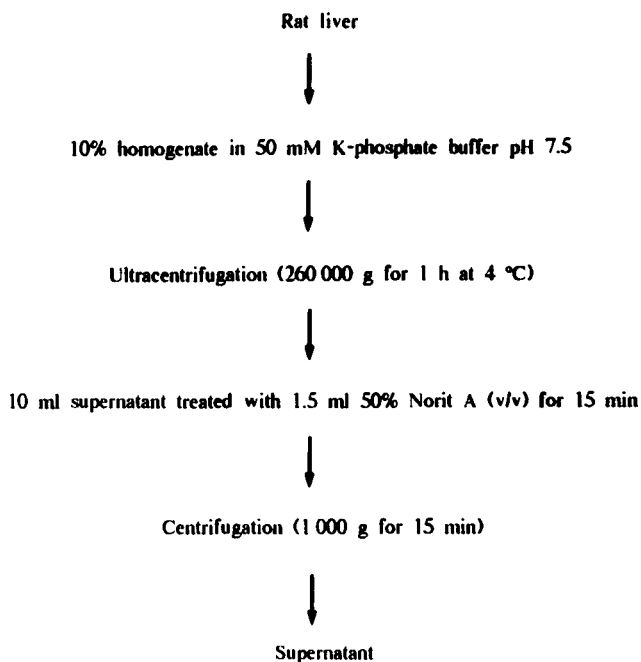 Rat liver
10% homogenate in 50 mM K-phosphate buffer pH 7.5
Ultracentrifugation (260 000 g for 1 h at 4 ℃)
10 ml supernatant treated with 1.5 ml 50% Norit A (v/v) for 15 min
Centrifugation (1 000 g for 15 min)
Supernatant